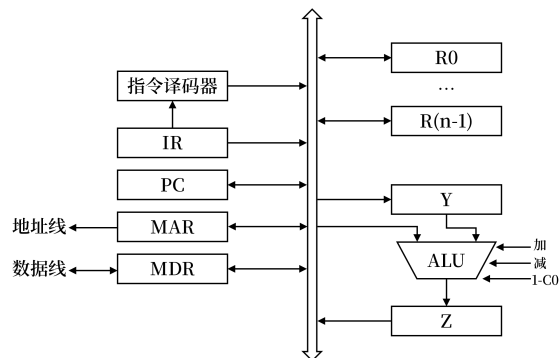 R0
指令译码器
...
R(n-1)
IR
PC
Y
地址线
MAR
加
数据线
MDR
ALU
减
1-C0
Z